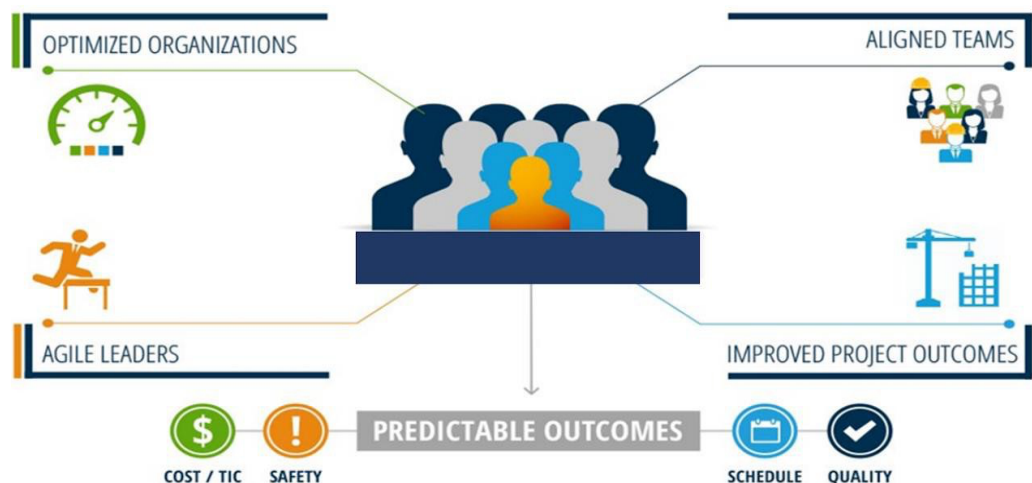 OPTIMIZED ORGANIZATIONS
ALIGNED TEAMS
AGILE LEADERS
IMPROVED PROJECT OUTCOMES
$
!
PREDICTABLE OUTCOMES
COST / TIC
SAFETY
SCHEDULE
QUALITY